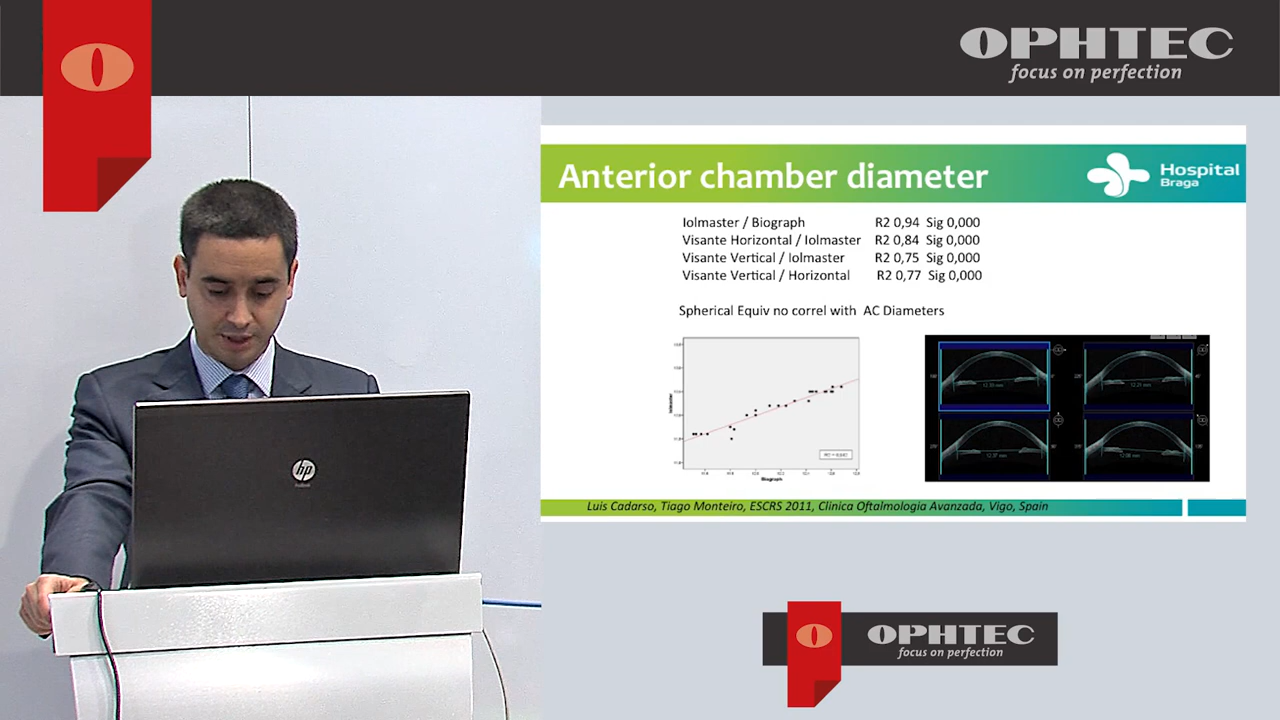 OPHTEC
focus on perfection
Anterior chamber diameter
Hospital
Braga
Iolmaster / Biograph R2 0,94 Sig 0,000
Visante Horizontal / Iolmaster R2 0,84 Sig 0,000
Visante Vertical / Iolmaster R2 0,75 Sig 0,000
Visante Vertical / Horizontal R2 0,77 Sig 0,000
Spherical Equiv no correl with AC Diameters
Iolmaster
Biograph
Luis Cadarso, Tiago Monteiro, ESCRS 2011, Clinica Oftalmologia Avanzada, Vigo, Spain
hp
OPHTEC
focus on perfection